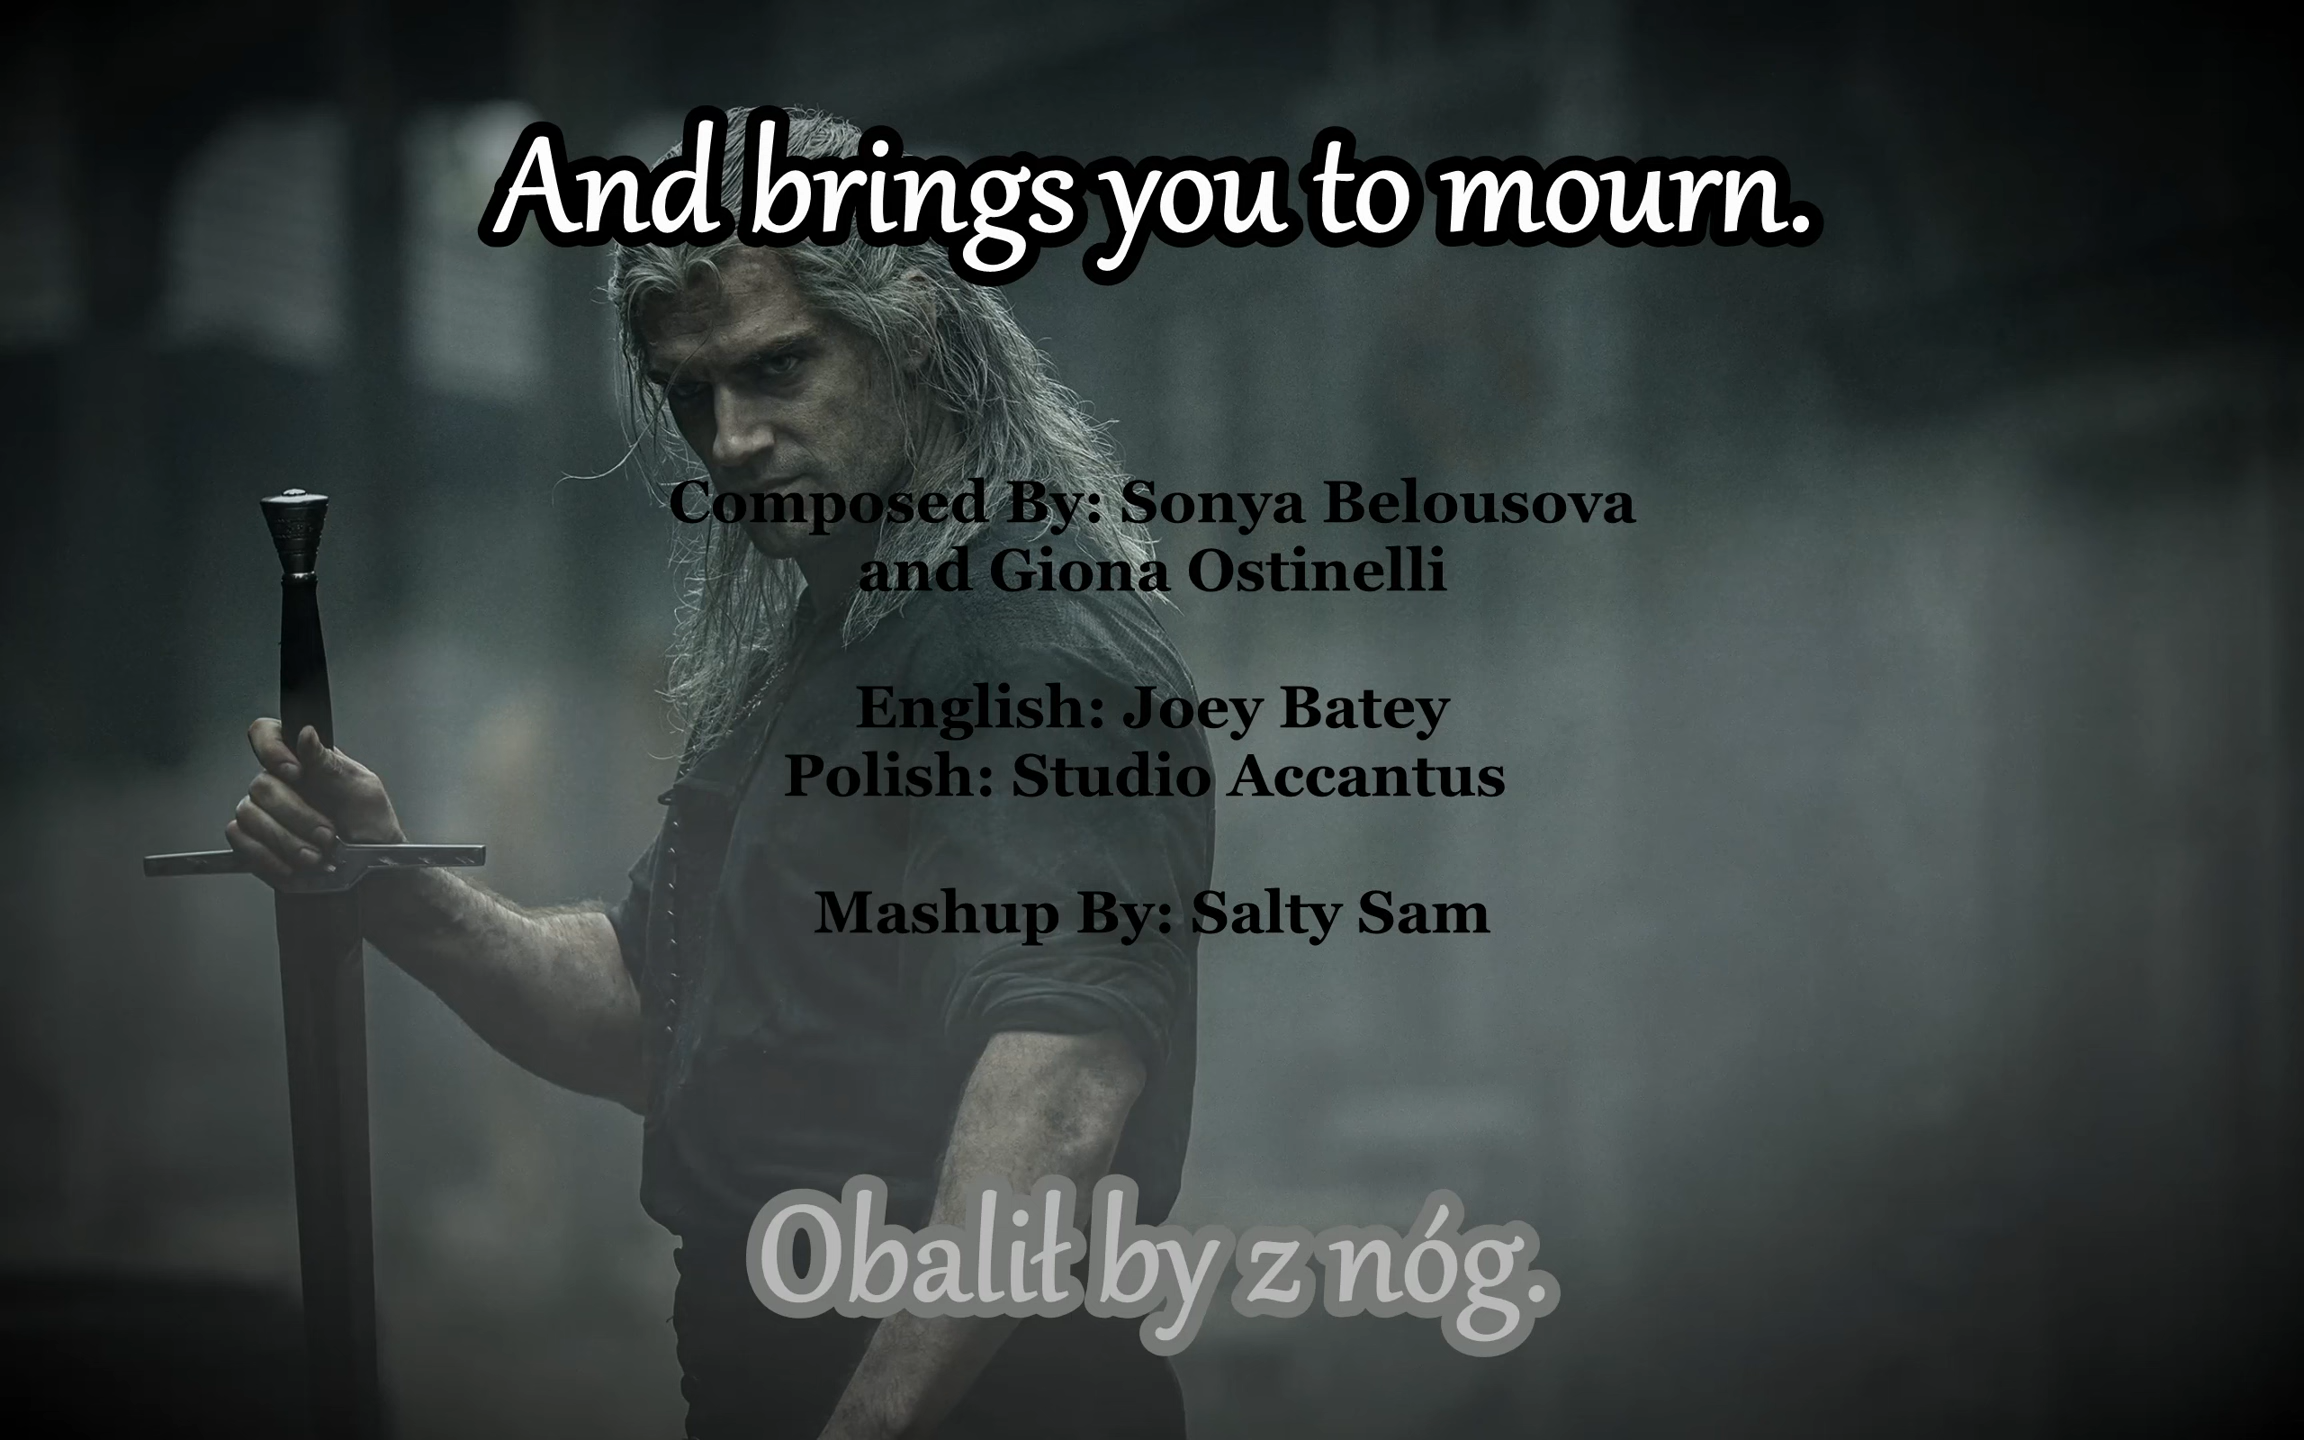 And brings you to mourn.
Composed By: Sonya Belousova
and Giona Ostinelli
English: Joey Batey
Polish: Studio Accantus
Mashup By: Salty Sam
Obalił by z nóg.